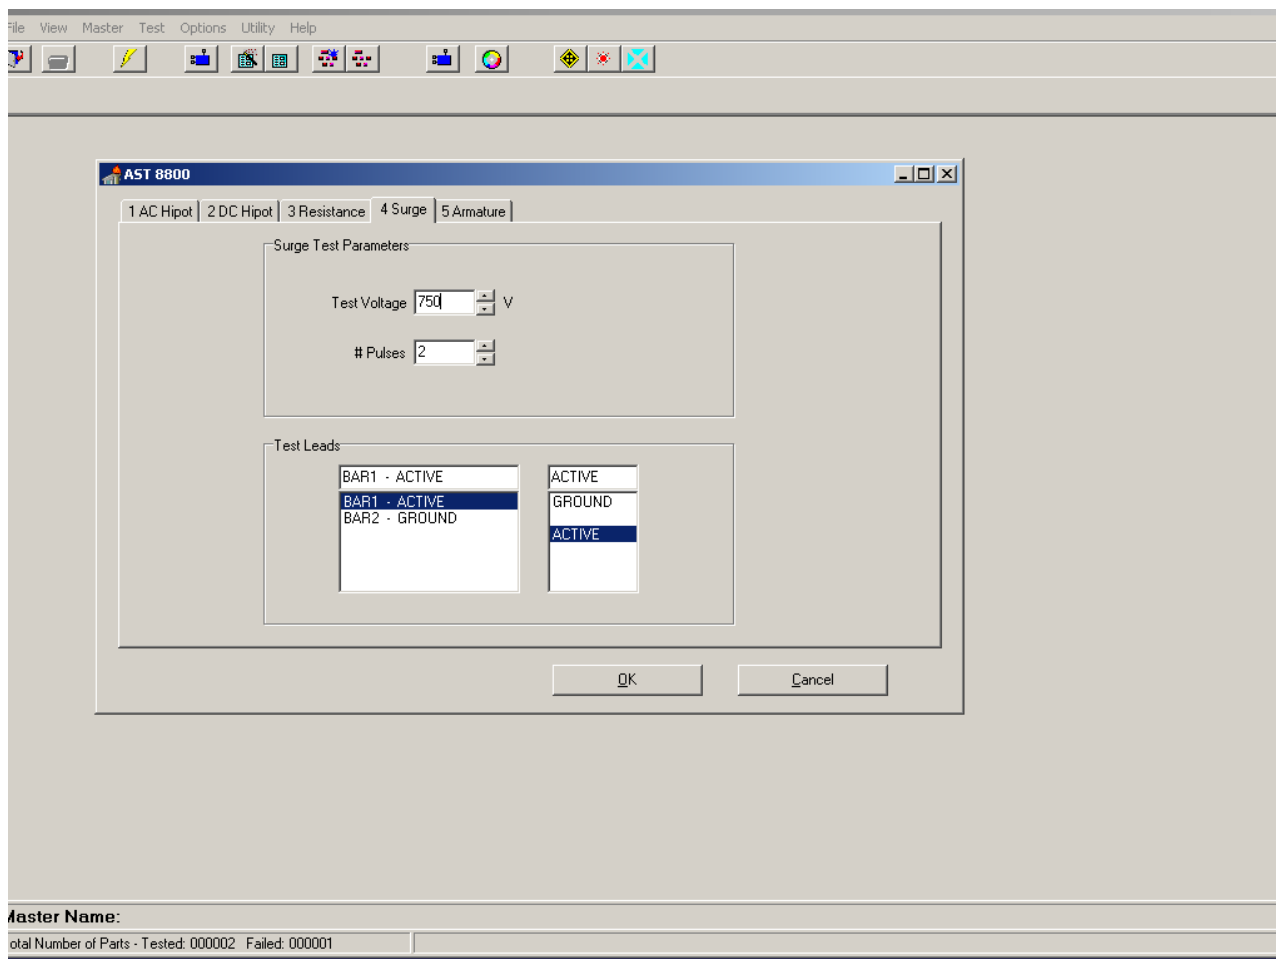 File View Master Test Options Utility Help
AST 8800
1 AC Hipot 2 DC Hipot 3 Resistance 4 Surge 5 Armature
Surge Test Parameters
Test Voltage 750 V
# Pulses 2
Test Leads
BAR1 - ACTIVE ACTIVE
BAR1 - ACTIVE GROUND
BAR2 - GROUND
ACTIVE
OK Cancel
Master Name:
otal Number of Parts - Tested: 000002 Failed: 000001